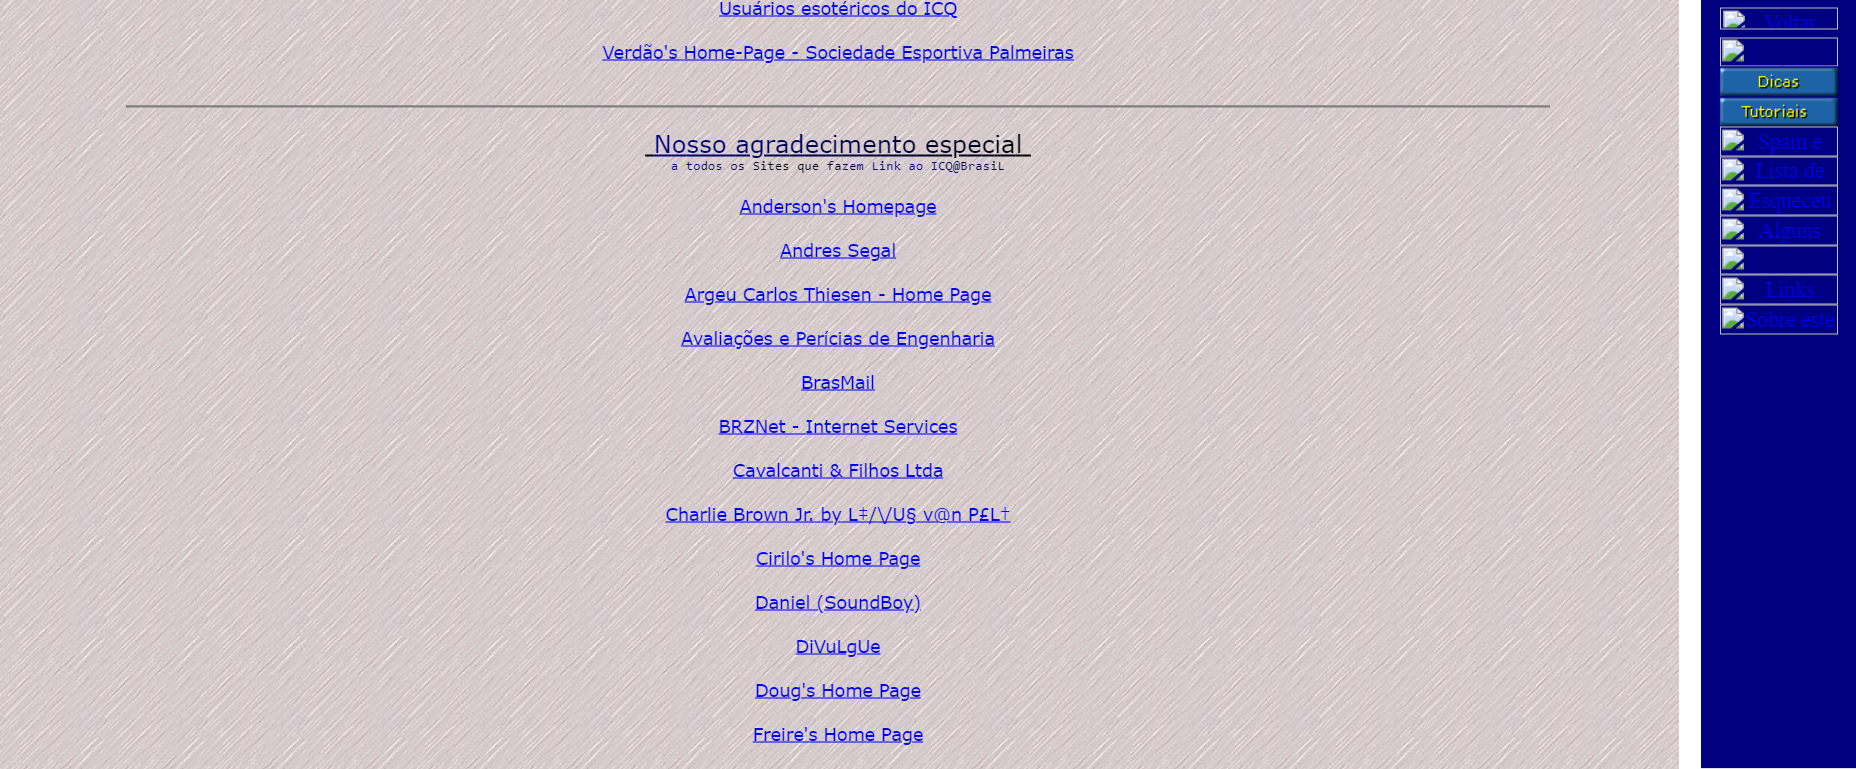 Usuários esotéricos do ICQ
Verdão's Home-Page - Sociedade Esportiva Palmeiras
Nosso agradecimento especial
a todos os Sites que fazem Link ao ICQ@BrasiL
Anderson's Homepage
Andres Segal
Argeu Carlos Thiesen - Home Page
Avaliações e Perícias de Engenharia
BrasMail
BRZNet - Internet Services
Cavalcanti & Filhos Ltda
Charlie Brown Jr. by L‡/\/U§ v@n P£L†
Cirilo's Home Page
Daniel (SoundBoy)
DiVuLgUe
Doug's Home Page
Freire's Home Page
Voltar
Dicas
Tutoriais
Spam e
Lista de
Esqueceu
Alguns
Links
Sobre este